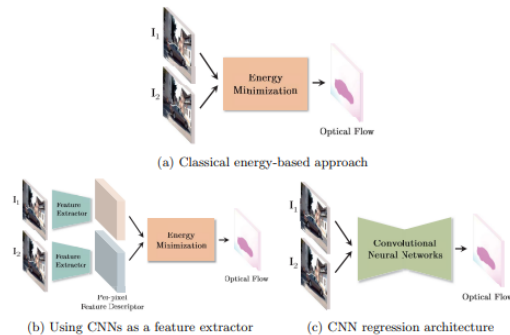 I1
Energy
Minimization
I2
Optical Flow
(a) Classical energy-based approach
I1
Feature
Extractor
I2
Feature
Extractor
Energy
Minimization
Optical Flow
Per-pixel
Feature Descriptor
(b) Using CNNs as a feature extractor
I1
Convolutional
Neural Networks
I2
Optical Flow
(c) CNN regression architecture